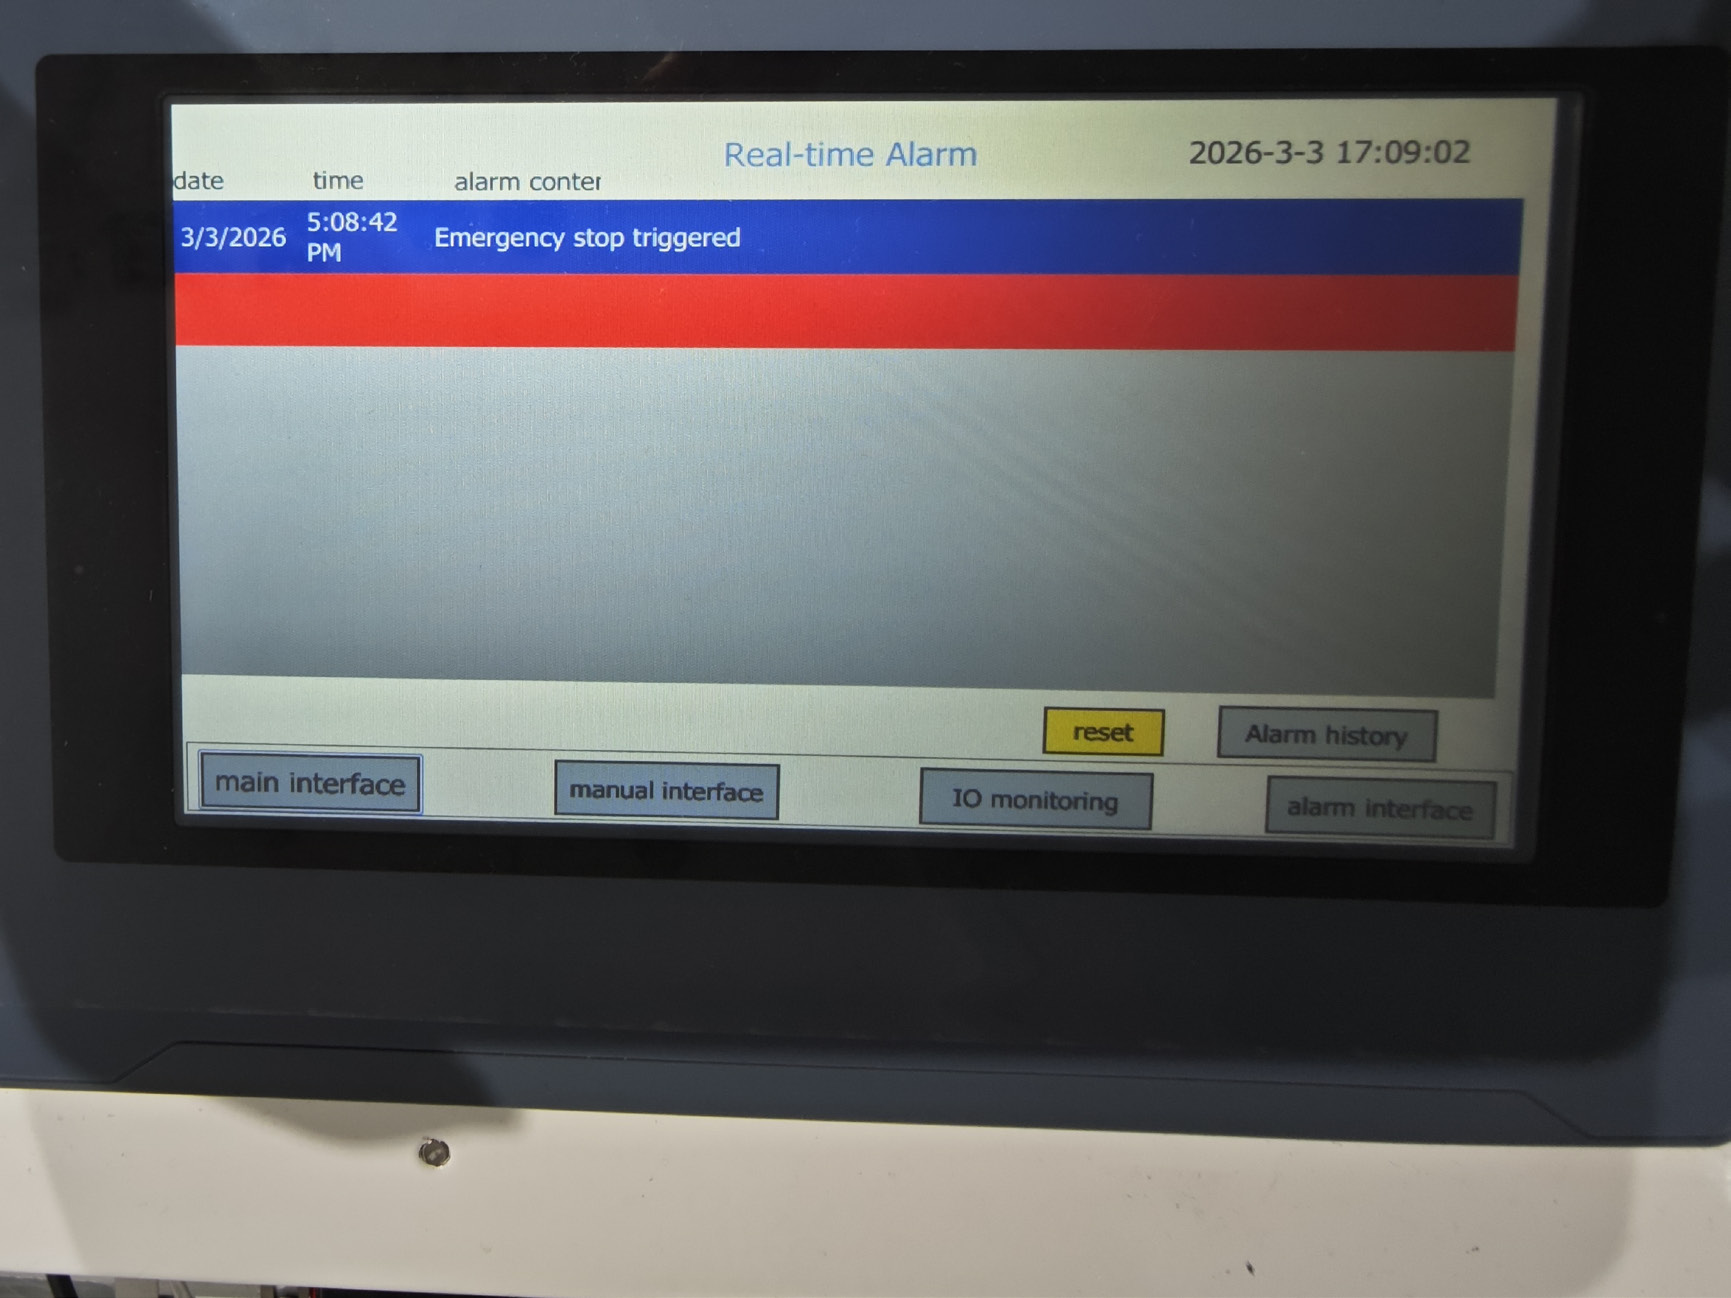 Real-time Alarm 2026-3-3 17:09:02
date time alarm conter
3/3/2026 5:08:42 PM Emergency stop triggered
reset Alarm history
main interface manual interface IO monitoring alarm interface